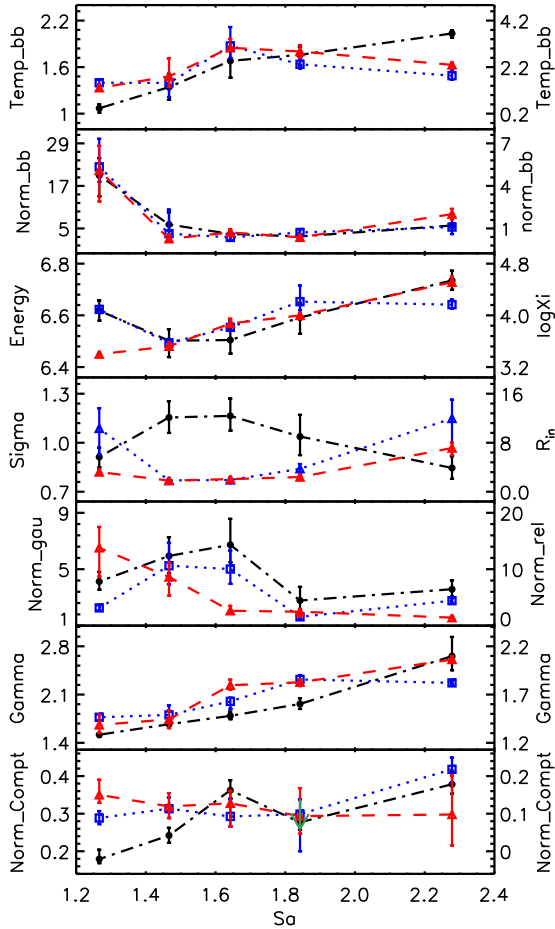 2.2 4.2
Temp_bb 1.6 2.2 Temp_bb
1 0.2
29 7
Norm_bb 17 4 norm_bb
5 1
6.8 4.8
Energy 6.6 4.0 logXi
6.4 3.2
1.3 16
Sigma 1.0 8 R_in
0.7 0.0
9 20
Norm_gau 5 10 Norm_rel
1 0
2.8 2.2
Gamma 2.1 1.7 Gamma
1.4 1.2
0.4 0.2
Norm_Compt 0.3 0.1 Norm_Compt
0.2 0
1.2 1.4 1.6 1.8 2.0 2.2 2.4
Sa